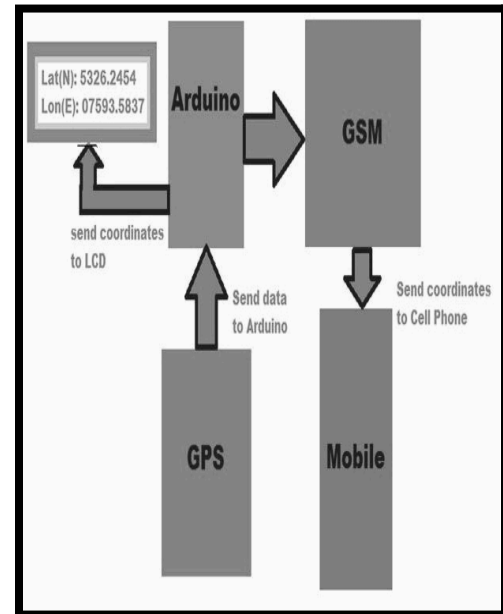 Lat(N): 5326.2454
Lon(E): 07593.5837
Arduino
GSM
send coordinates
to LCD
Send data
to Arduino
Send coordinates
to Cell Phone
GPS
Mobile